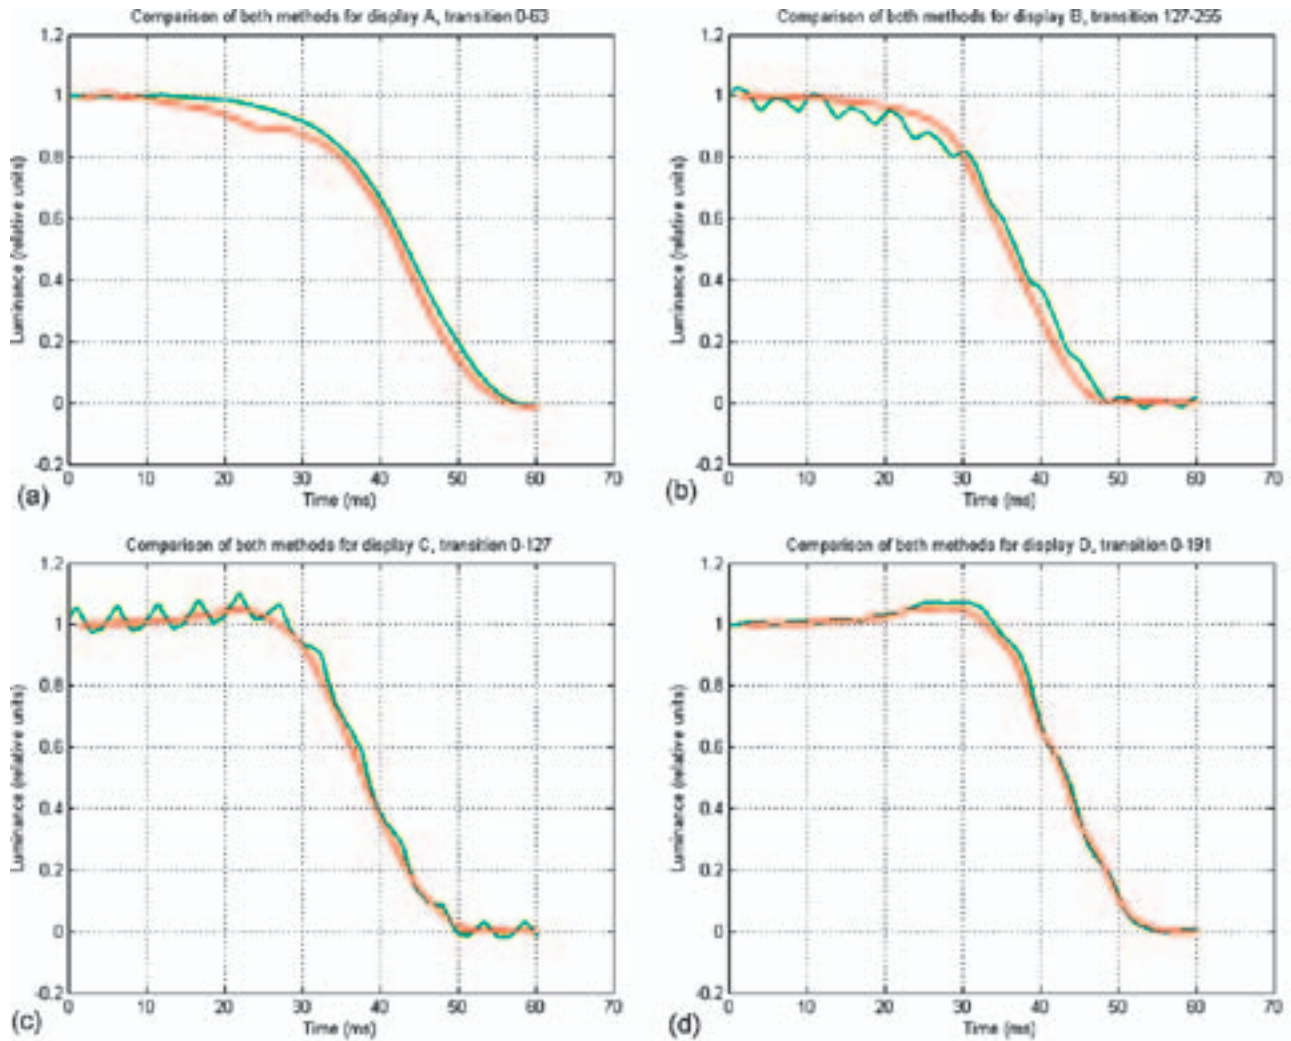 Comparison of both methods for display A, transition 0-63
1.2
1
0.8
0.6
0.4
0.2
0
-0.2
Luminance (relative units)
0 10 20 30 40 50 60 70
Time (ms)
(a)
Comparison of both methods for display B, transition 127-255
1.2
1
0.8
0.6
0.4
0.2
0
-0.2
Luminance (relative units)
0 10 20 30 40 50 60 70
Time (ms)
(b)
Comparison of both methods for display C, transition 0-127
1.2
1
0.8
0.6
0.4
0.2
0
-0.2
Luminance (relative units)
0 10 20 30 40 50 60 70
Time (ms)
(c)
Comparison of both methods for display D, transition 0-191
1.2
1
0.8
0.6
0.4
0.2
0
-0.2
Luminance (relative units)
0 10 20 30 40 50 60 70
Time (ms)
(d)